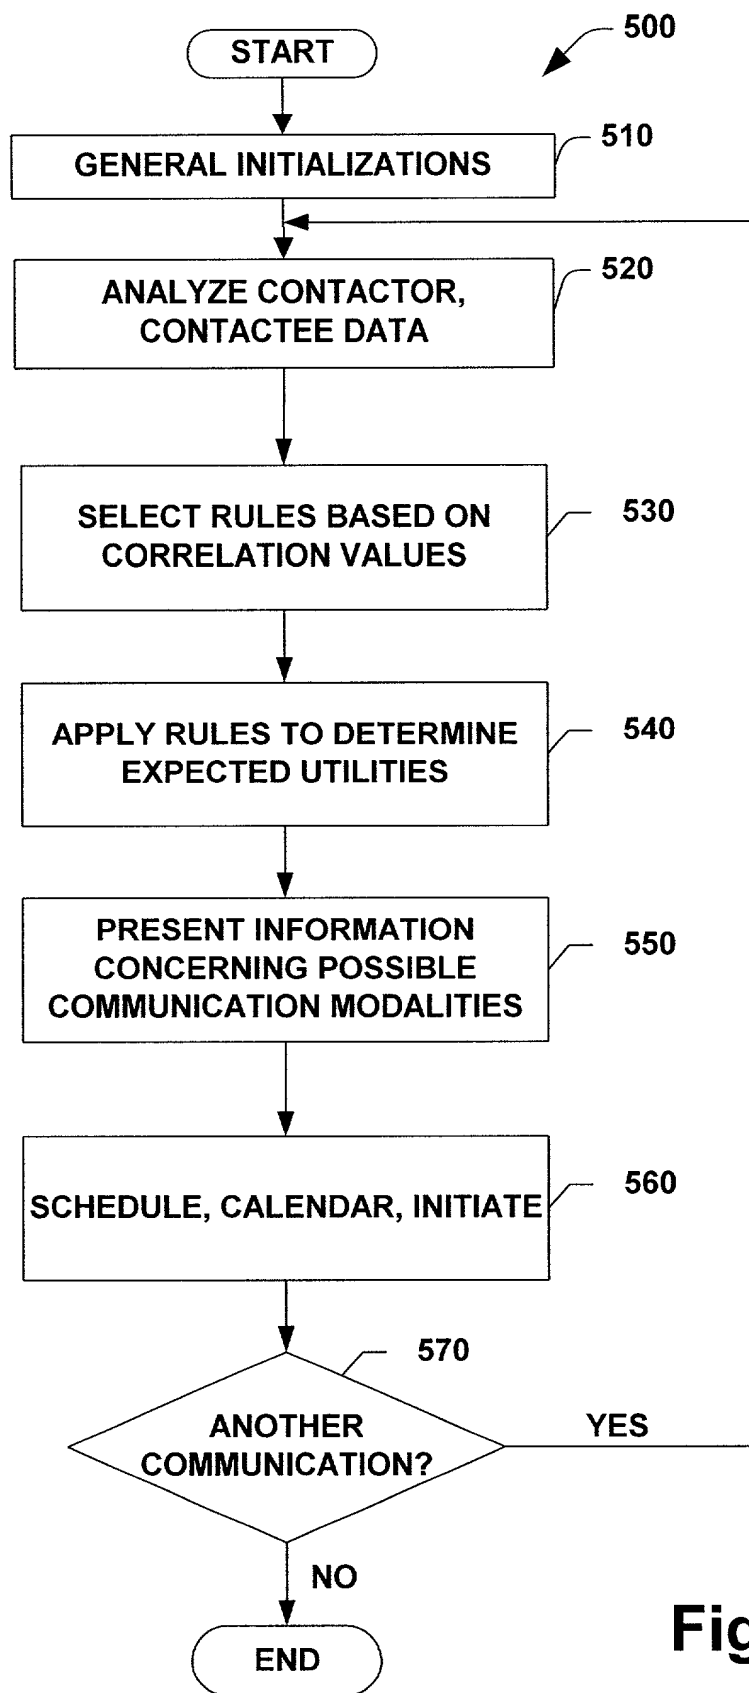 START
500
GENERAL INITIALIZATIONS
510
ANALYZE CONTACTOR,
CONTACTEE DATA
520
SELECT RULES BASED ON
CORRELATION VALUES
530
APPLY RULES TO DETERMINE
EXPECTED UTILITIES
540
PRESENT INFORMATION
CONCERNING POSSIBLE
COMMUNICATION MODALITIES
550
SCHEDULE, CALENDAR, INITIATE
560
570
ANOTHER
COMMUNICATION?
YES
NO
END
Fig